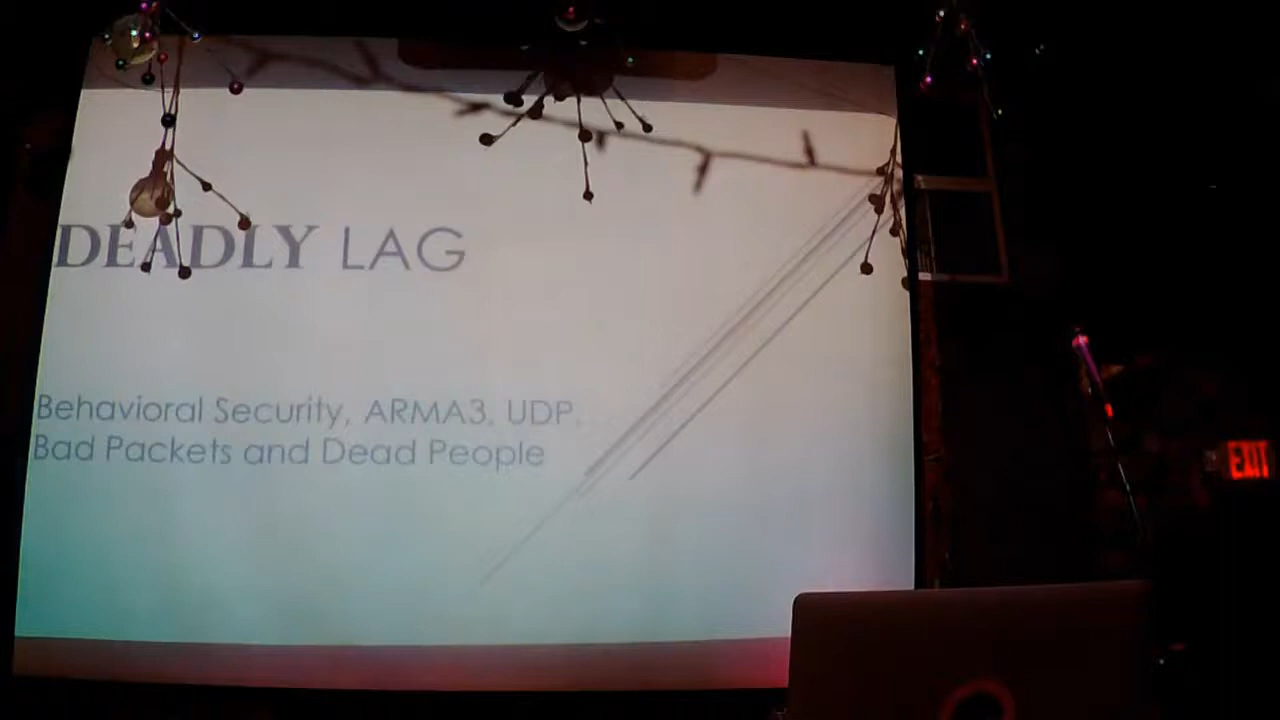 DEADLY LAG
Behavioral Security, ARMA3, UDP,
Bad Packets and Dead People
EXIT